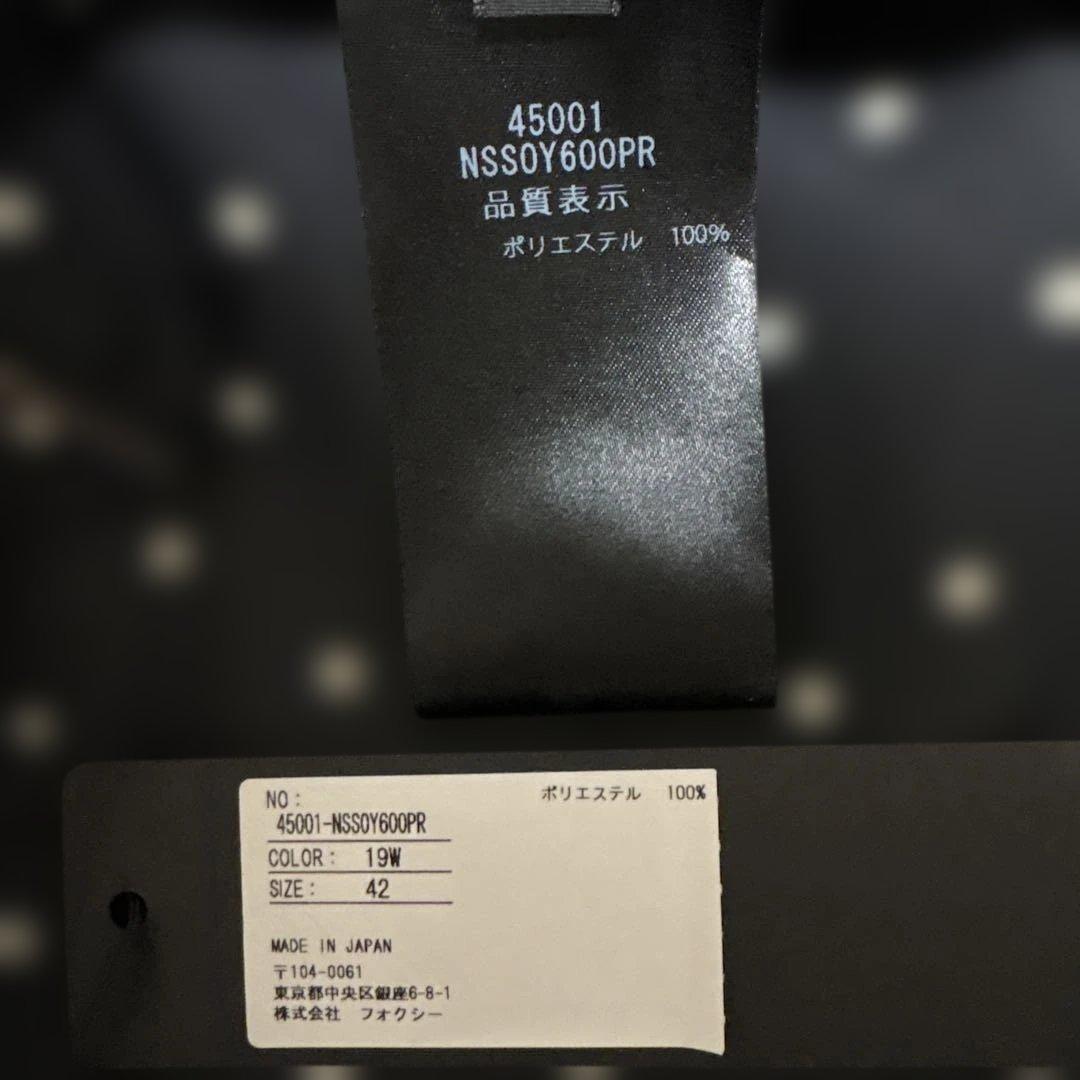 45001
NSSOY600PR
品質表示
ポリエステル 100%
NO: ポリエステル 100%
45001-NSSOY600PR
COLOR: 19W
SIZE: 42
MADE IN JAPAN
〒104-0061
東京都中央区銀座6-8-1
株式会社 フォクシー